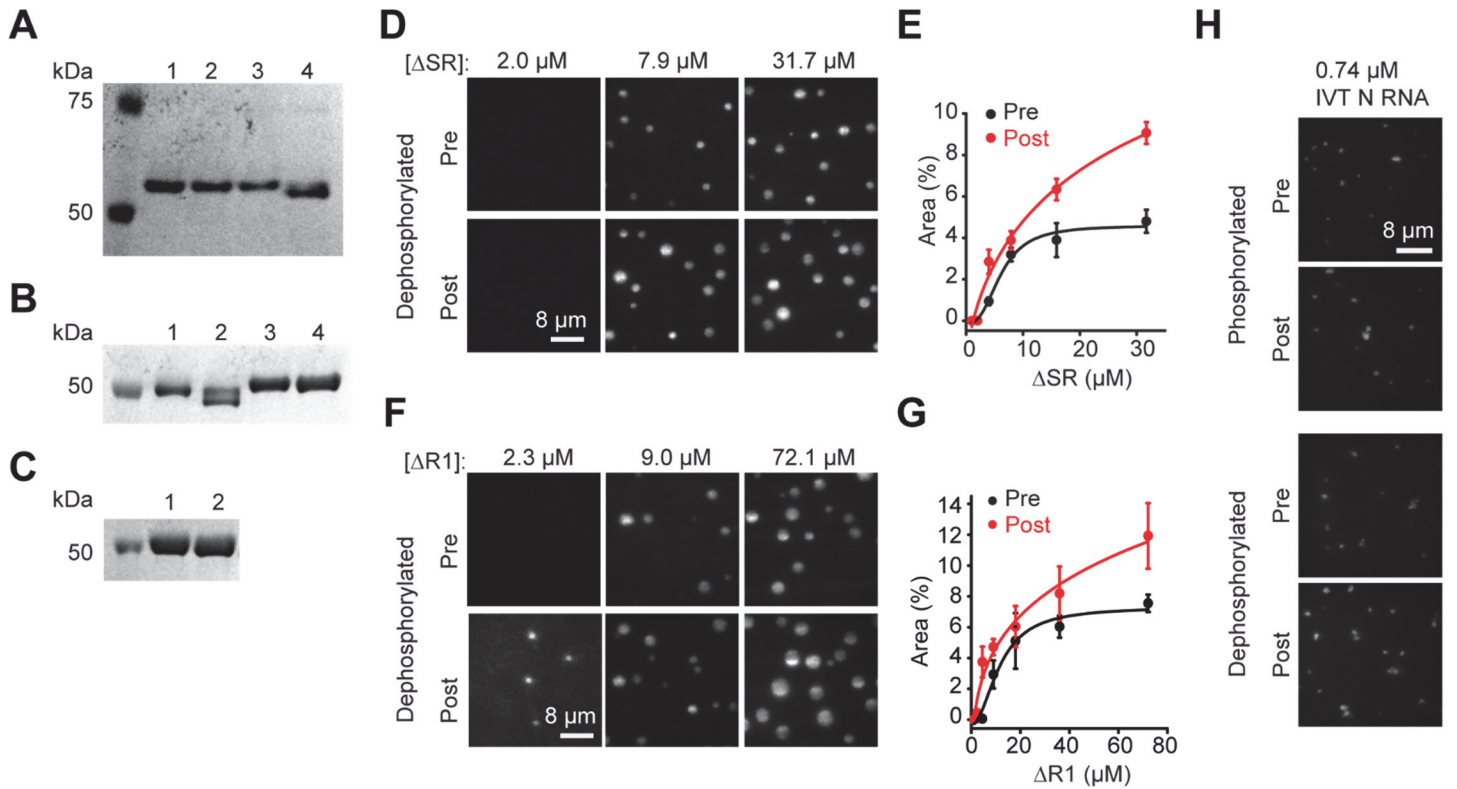 A
kDa
1 2 3 4
75
50
B
1 2 3 4
50
C
kDa
1 2
50
D
[ΔSR]: 2.0 µM 7.9 µM 31.7 µM
Dephosphorylated
Pre
Post
8 µm
E
Pre
Post
Area (%)
10
8
6
4
2
0
0 10 20 30
ΔSR (µM)
F
[ΔR1]: 2.3 µM 9.0 µM 72.1 µM
Dephosphorylated
Pre
Post
8 µm
G
Pre
Post
Area (%)
14
12
10
8
6
4
2
0
0 20 40 60 80
ΔR1 (µM)
H
0.74 µM
IVT N RNA
Phosphorylated
Pre
8 µm
Post
Dephosphorylated
Pre
Post